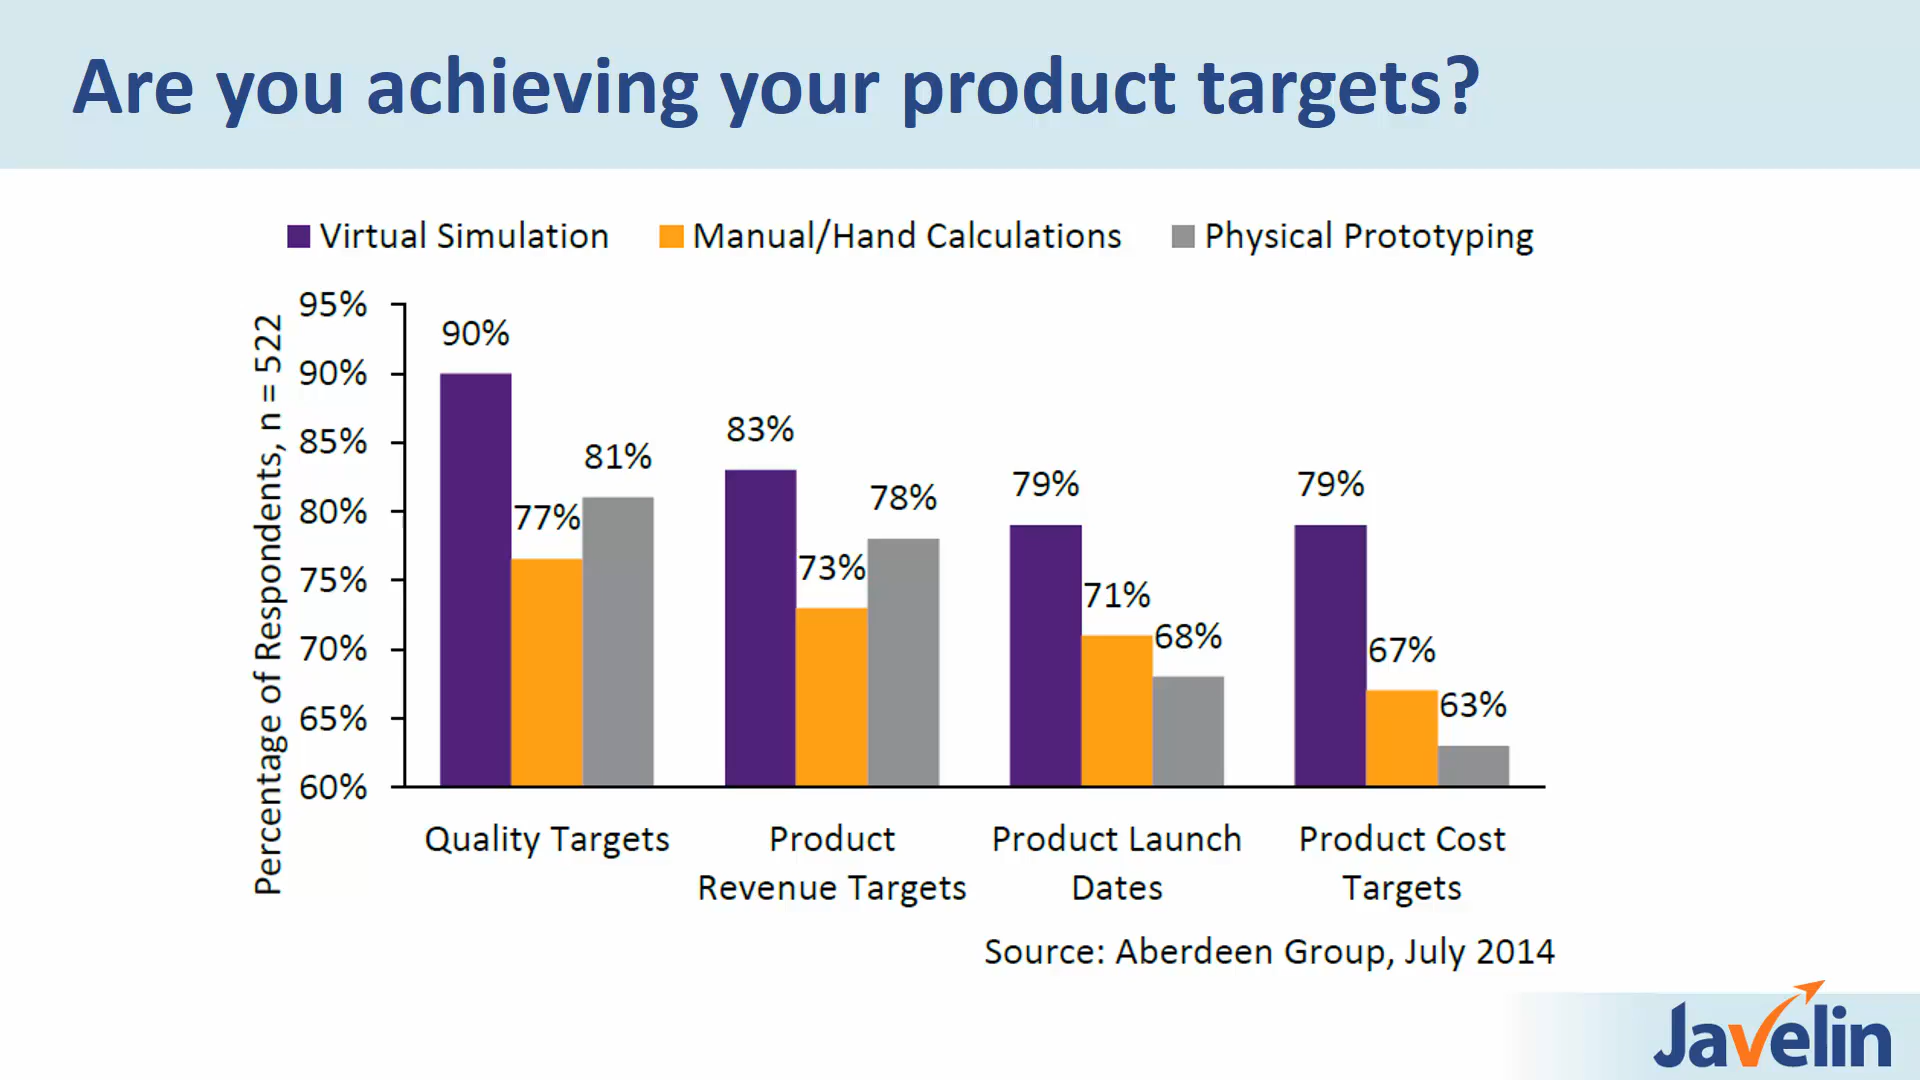 Are you achieving your product targets?
Virtual Simulation
Manual/Hand Calculations
Physical Prototyping
Percentage of Respondents, n = 522
95%
90%
85%
80%
75%
70%
65%
60%
90%
77%
81%
83%
73%
78%
79%
71%
68%
79%
67%
63%
Quality Targets
Product
Revenue Targets
Product Launch
Dates
Product Cost
Targets
Source: Aberdeen Group, July 2014
Javelin